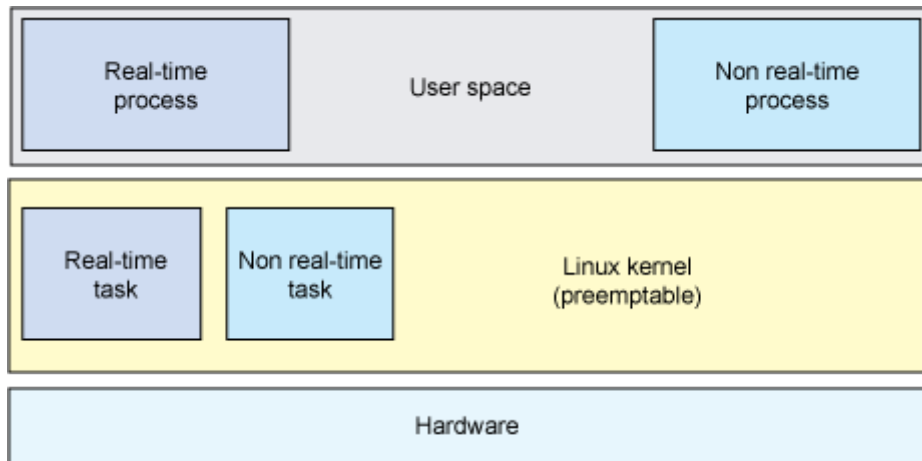 Real-time
process
User space
Non real-time
process
Real-time
task
Non real-time
task
Linux kernel
(preemptable)
Hardware